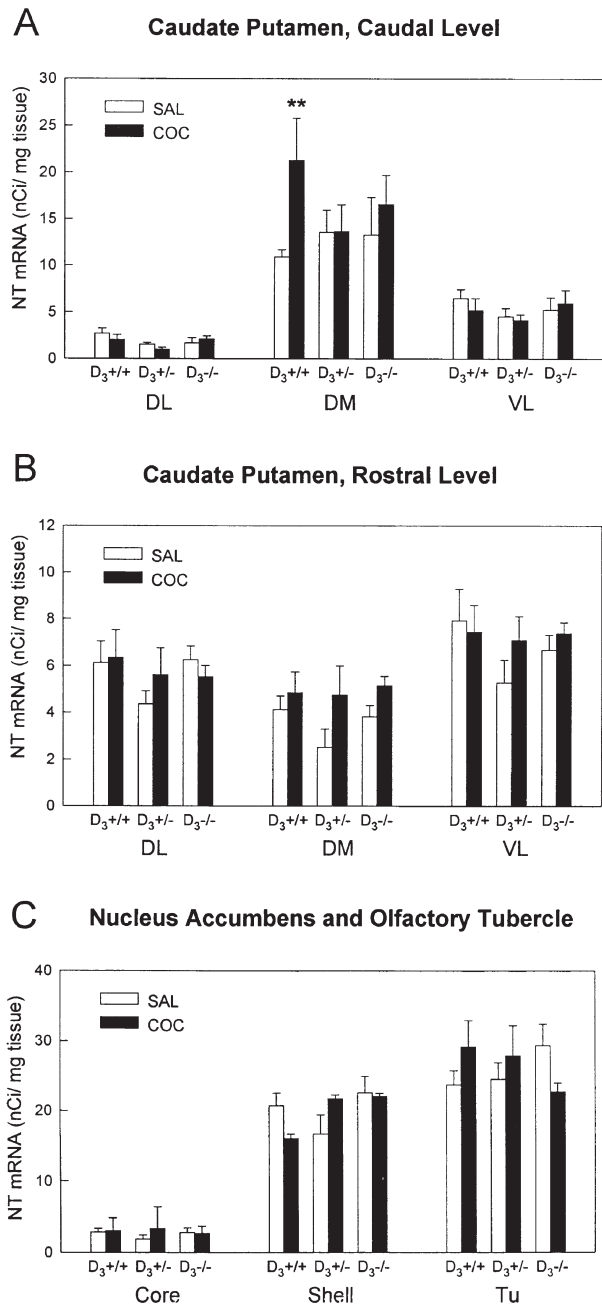 A
Caudate Putamen, Caudal Level
NT mRNA (nCi/ mg tissue)
30
25
20
15
10
5
0
SAL
COC
**
D3+/+ D3+/- D3-/- D3+/+ D3+/- D3-/- D3+/+ D3+/- D3-/-
DL DM VL
B
Caudate Putamen, Rostral Level
NT mRNA (nCi/ mg tissue)
12
10
8
6
4
2
0
SAL
COC
D3+/+ D3+/- D3-/- D3+/+ D3+/- D3-/- D3+/+ D3+/- D3-/-
DL DM VL
C
Nucleus Accumbens and Olfactory Tubercle
NT mRNA (nCi/ mg tissue)
40
30
20
10
0
SAL
COC
D3+/+ D3+/- D3-/- D3+/+ D3+/- D3-/- D3+/+ D3+/- D3-/-
Core Shell Tu